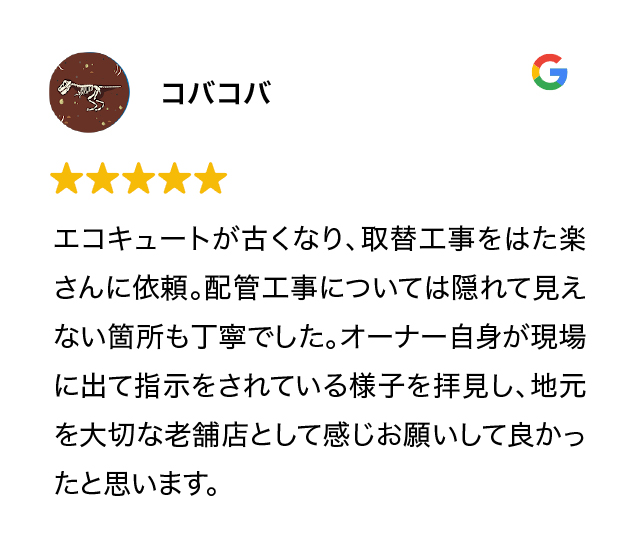 コバコバ
エコキュートが古くなり、取替工事をはた楽
さんに依頼。配管工事については隠れて見え
ない箇所も丁寧でした。オーナー自身が現場
に出て指示をされている様子を拝見し、地元
を大切な老舗店として感じお願いして良かっ
たと思います。